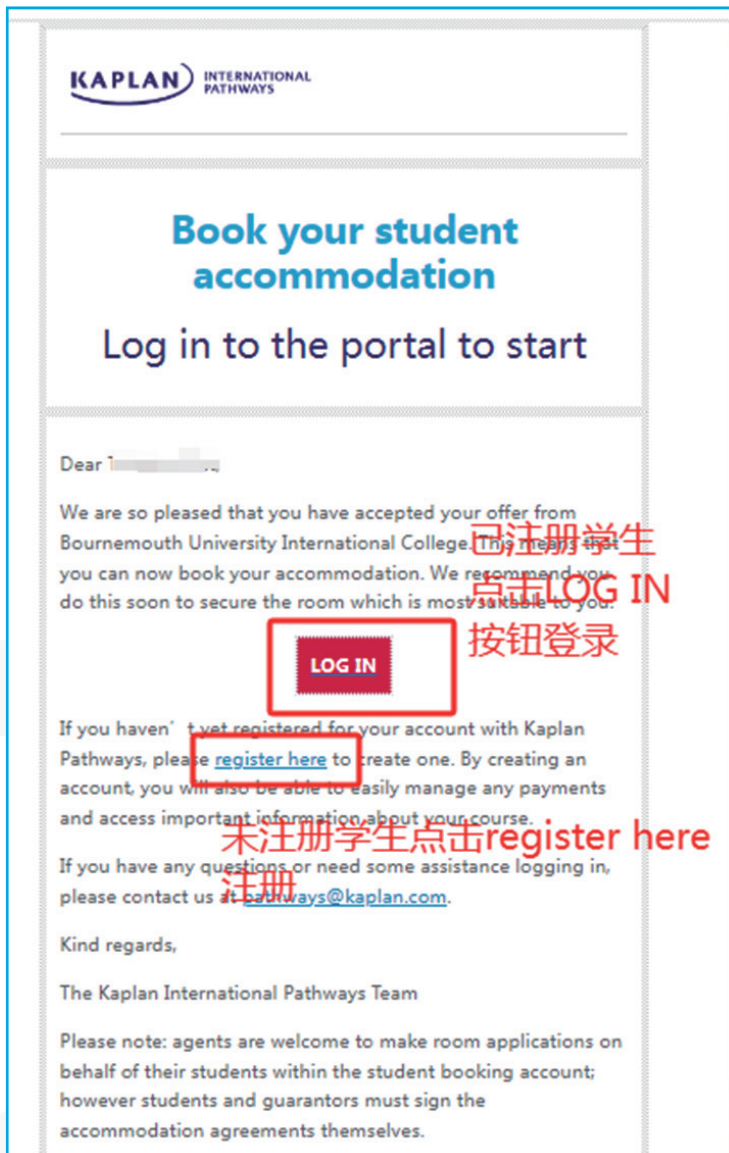 KAPLAN INTERNATIONAL
PATHWAYS
Book your student
accommodation
Log in to the portal to start
Dear
We are so pleased that you have accepted your offer from
Bournemouth University International College. This means that
you can now book your accommodation. We recommend you
do this soon to secure the room which is most suitable to you.
已注册学生
点击LOG IN
按钮登录
LOG IN
If you haven' t yet registered for your account with Kaplan
Pathways, please register here to create one. By creating an
account, you will also be able to easily manage any payments
and access important information about your course.
未注册学生点击register here
注册
If you have any questions or need some assistance logging in,
please contact us at pathways@kaplan.com.
Kind regards,
The Kaplan International Pathways Team
Please note: agents are welcome to make room applications on
behalf of their students within the student booking account;
however students and guarantors must sign the
accommodation agreements themselves.